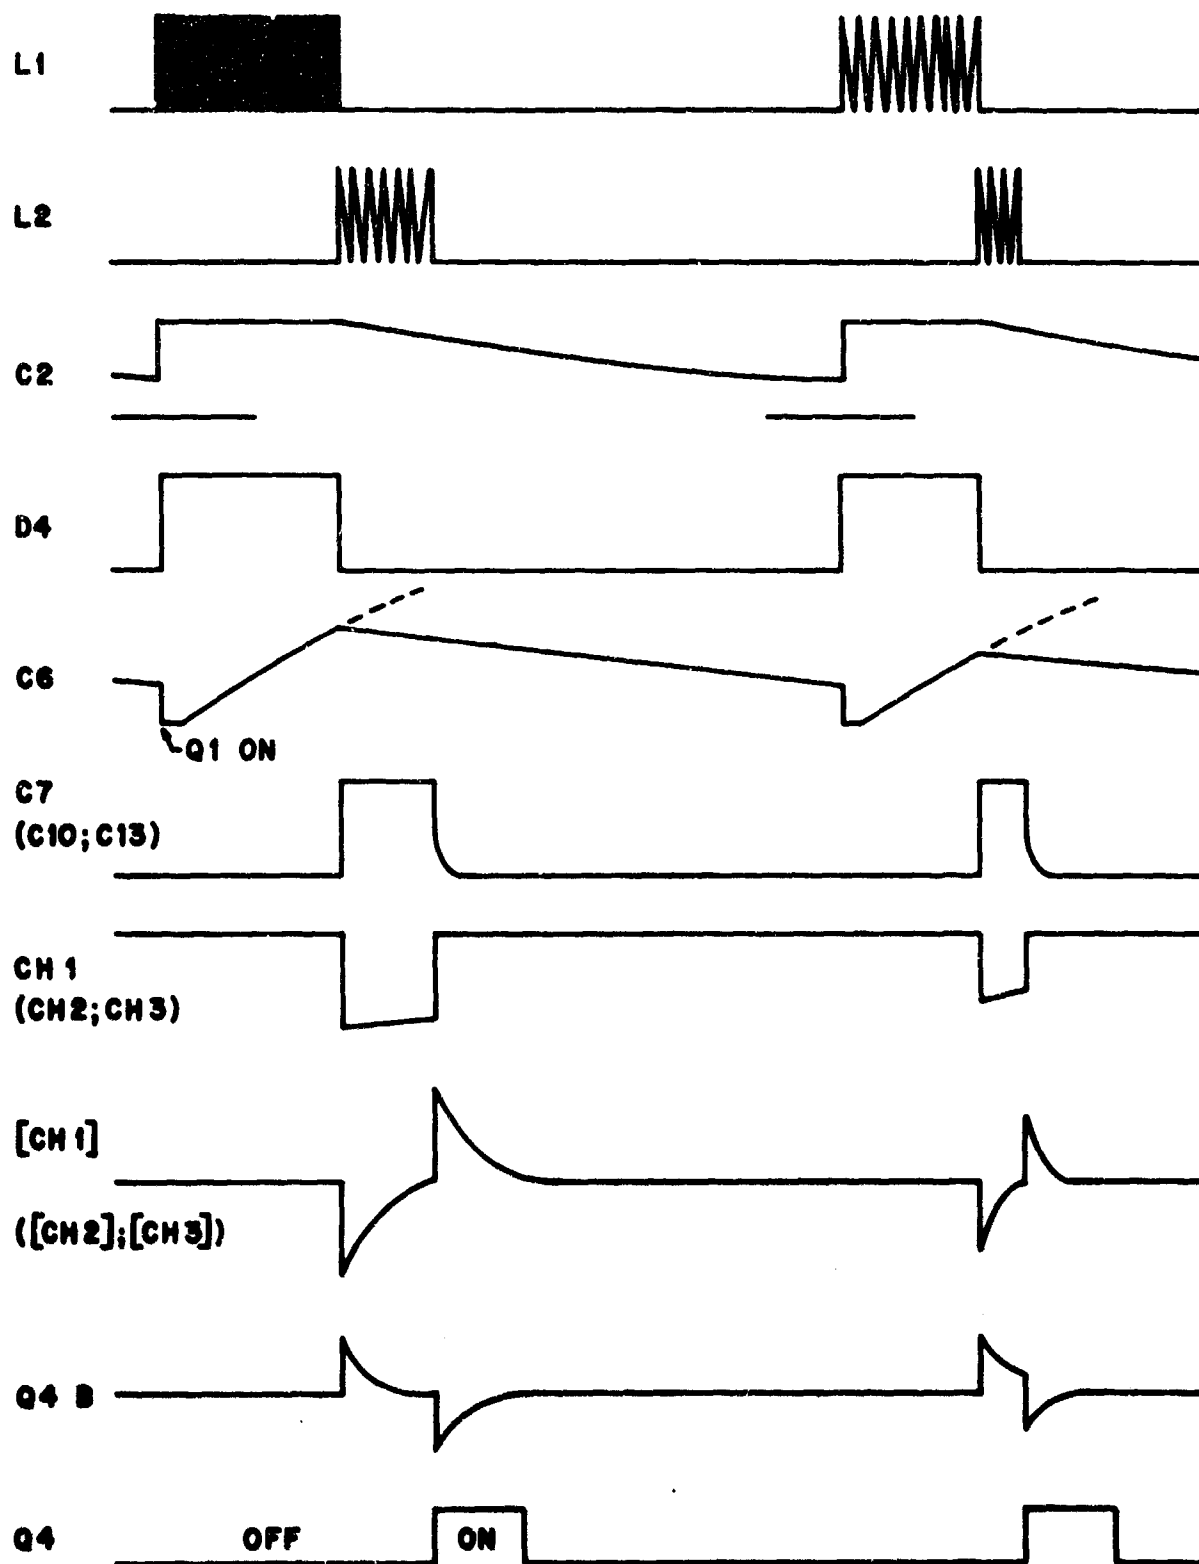 L1
L2
C2
D4
C6
Q1 ON
C7
(C10; C13)
CH 1
(CH2; CH3)
[CH 1]
([CH2];[CH3])
Q4 B
Q4 OFF ON